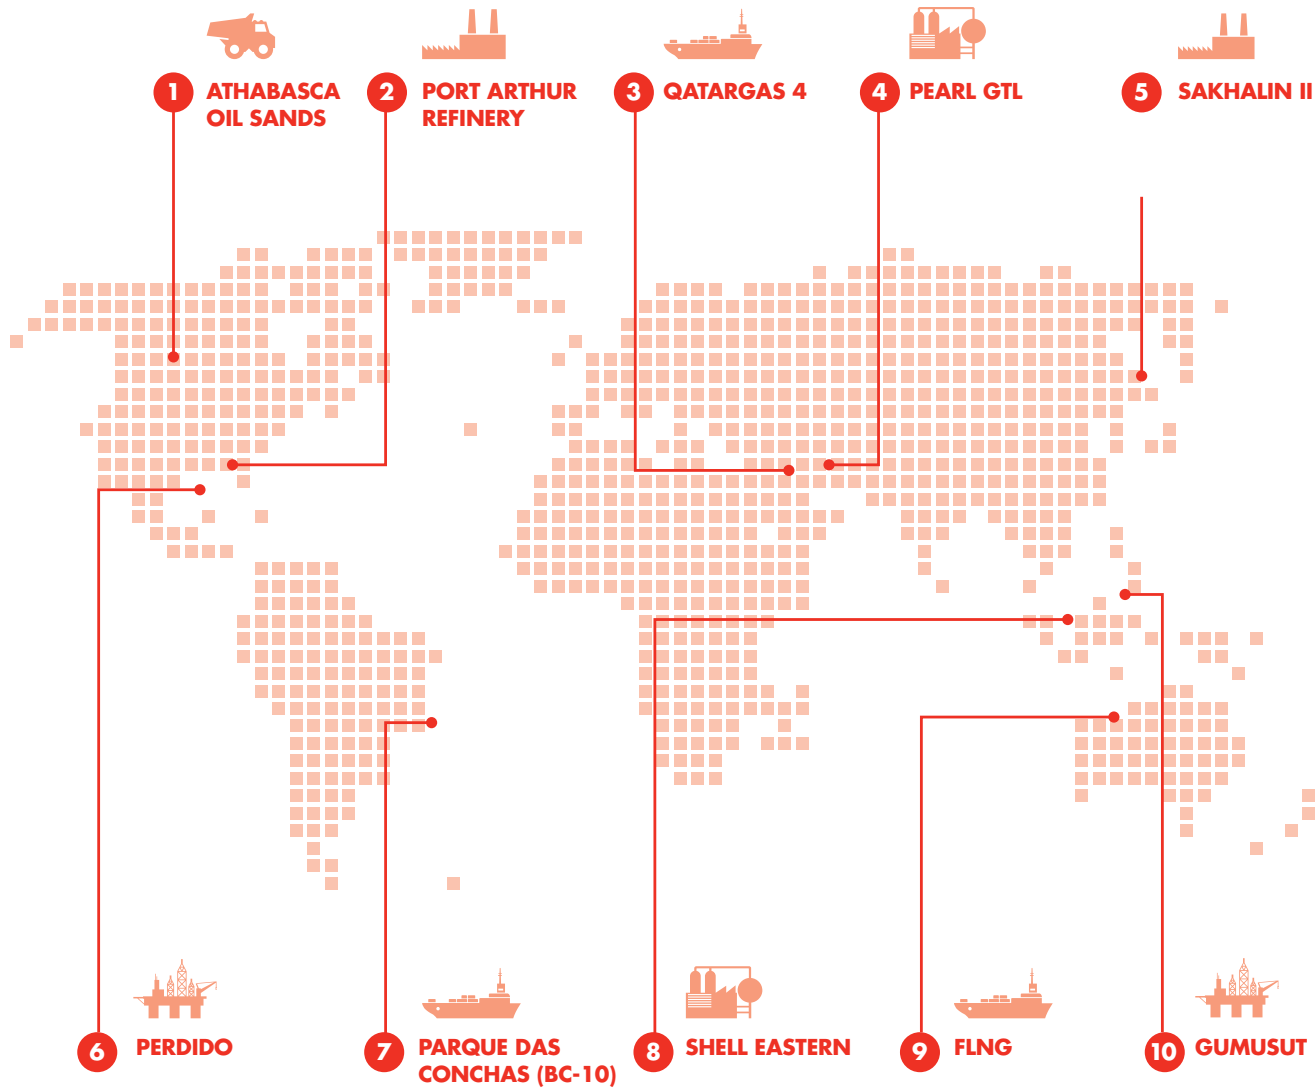 1 ATHABASCA
OIL SANDS
2 PORT ARTHUR
REFINERY
3 QATARGAS 4
4 PEARL GTL
5 SAKHALIN II
6 PERDIDO
7 PARQUE DAS
CONCHAS (BC-10)
8 SHELL EASTERN
9 FLNG
10 GUMUSUT